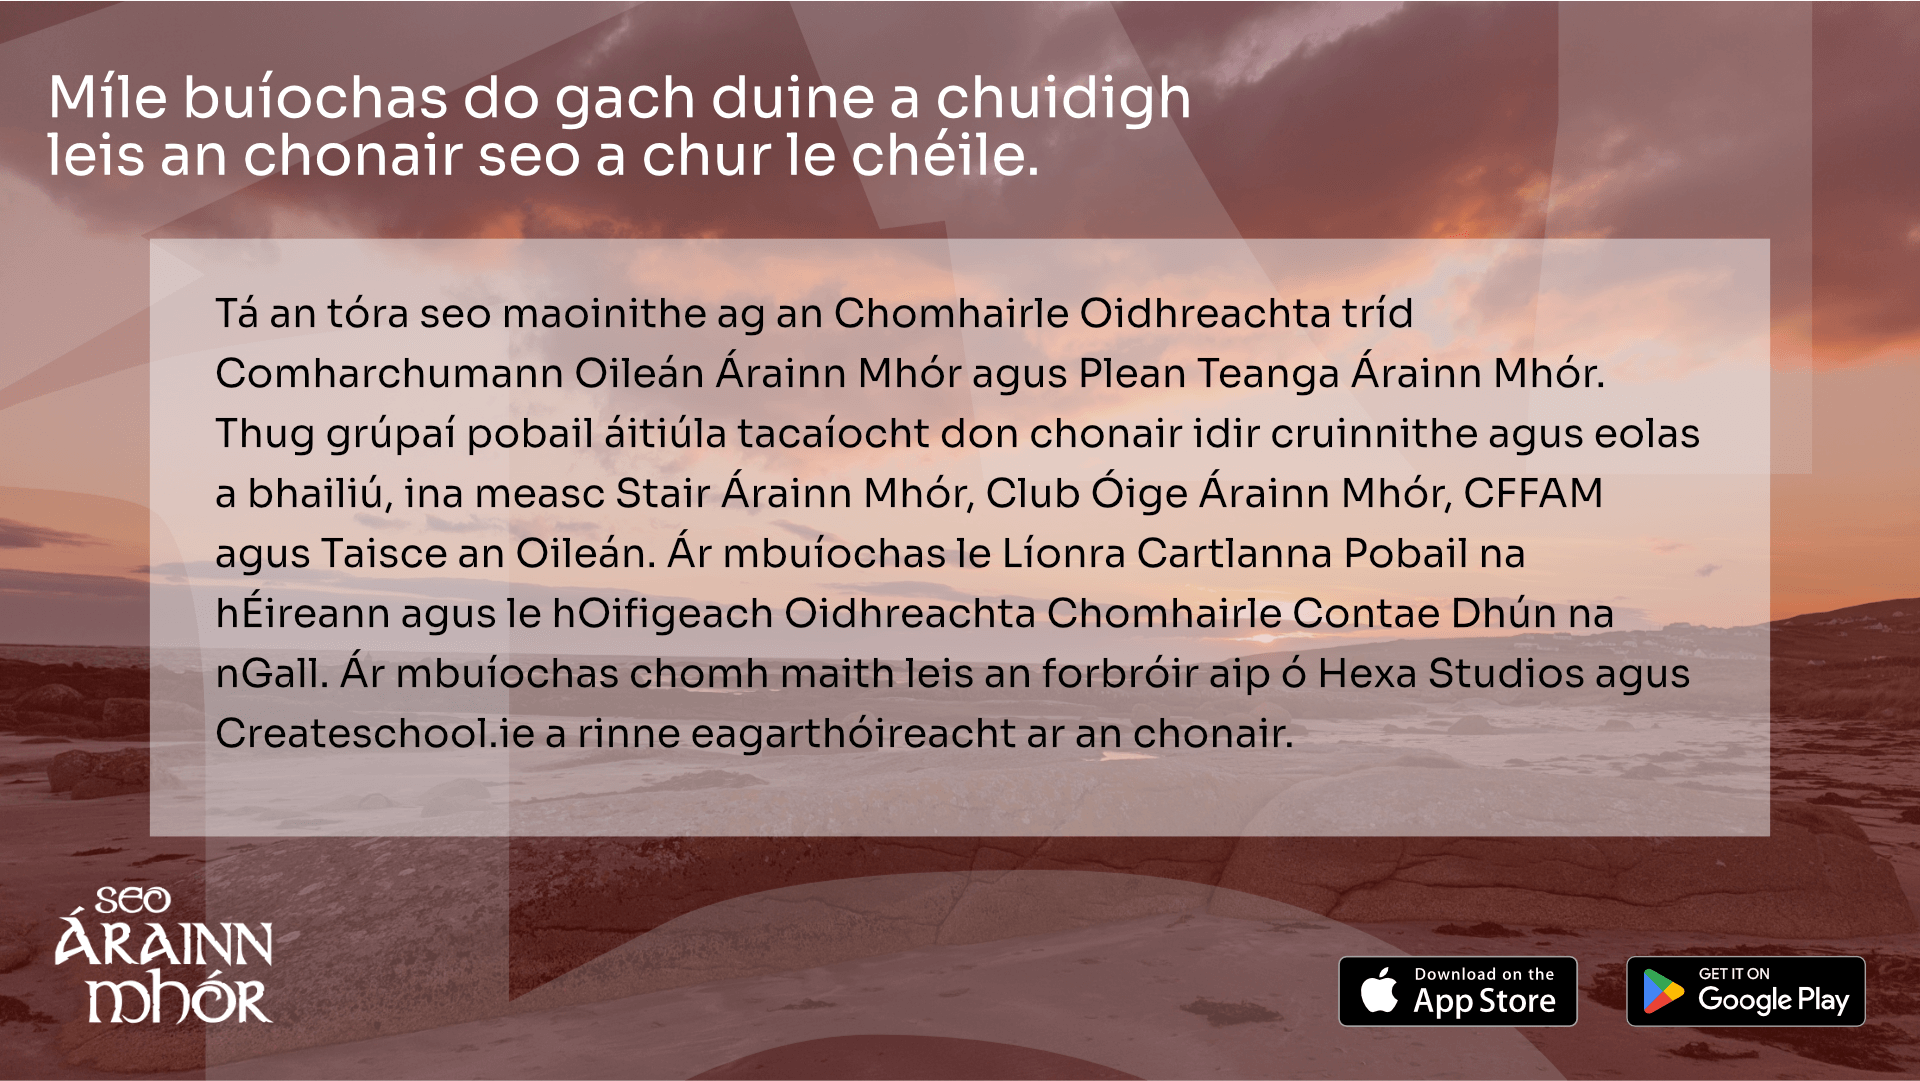 Míle buíochas do gach duine a chuidigh
leis an chonair seo a chur le chéile.
Tá an tóra seo maoinithe ag an Chomhairle Oidhreachta tríd
Comharchumann Oileán Árainn Mhór agus Plean Teanga Árainn Mhór.
Thug grúpaí pobail áitiúla tacaíocht don chonair idir cruinnithe agus eolas
a bhailiú, ina measc Stair Árainn Mhór, Club Óige Árainn Mhór, CFFAM
agus Taisce an Oileán. Ár mbuíochas le Líonra Cartlanna Pobail na
hÉireann agus le hOifigeach Oidhreachta Chomhairle Contae Dhún na
nGall. Ár mbuíochas chomh maith leis an forbróir aip ó Hexa Studios agus
Createschool.ie a rinne eagarthóireacht ar an chonair.
SEO
ÁRAINN
MHÓR
Download on the
App Store
GET IT ON
Google Play